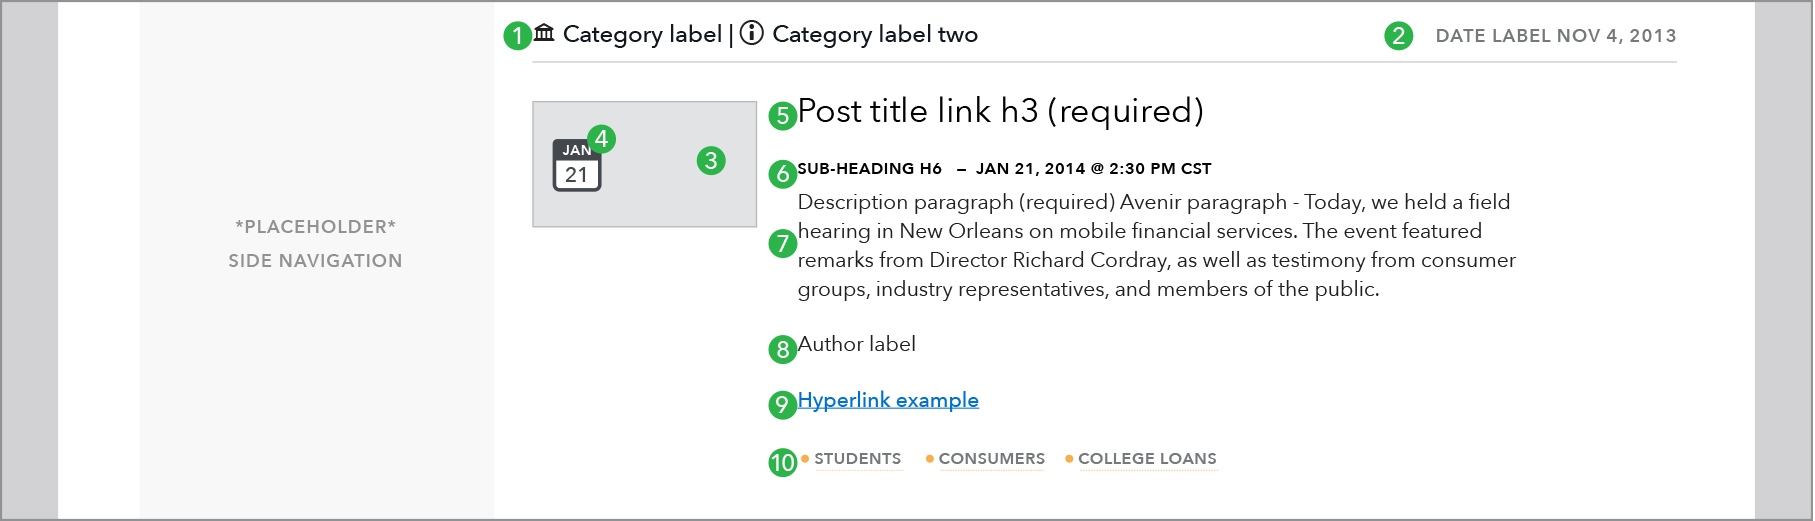 1 Category label | Category label two
2 DATE LABEL NOV 4, 2013
*PLACEHOLDER*
SIDE NAVIGATION
JAN 4
21
3
5 Post title link h3 (required)
6 SUB-HEADING H6 – JAN 21, 2014 @ 2:30 PM CST
Description paragraph (required) Avenir paragraph - Today, we held a field
7 hearing in New Orleans on mobile financial services. The event featured
remarks from Director Richard Cordray, as well as testimony from consumer
groups, industry representatives, and members of the public.
8 Author label
9 Hyperlink example
10 • STUDENTS • CONSUMERS • COLLEGE LOANS